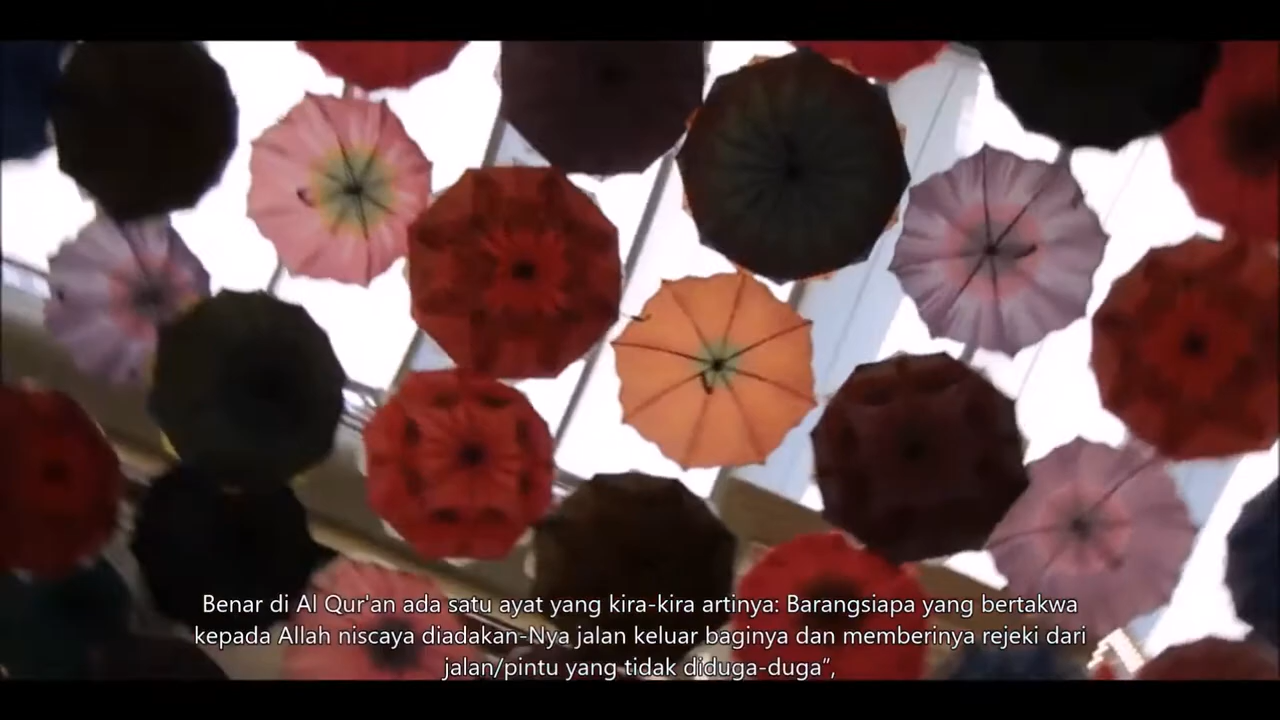 Benar di Al Qur'an ada satu ayat yang kira-kira artinya: Barangsiapa yang bertakwa
kepada Allah niscaya diadakan-Nya jalan keluar baginya dan memberinya rejeki dari
jalan/pintu yang tidak diduga-duga”,